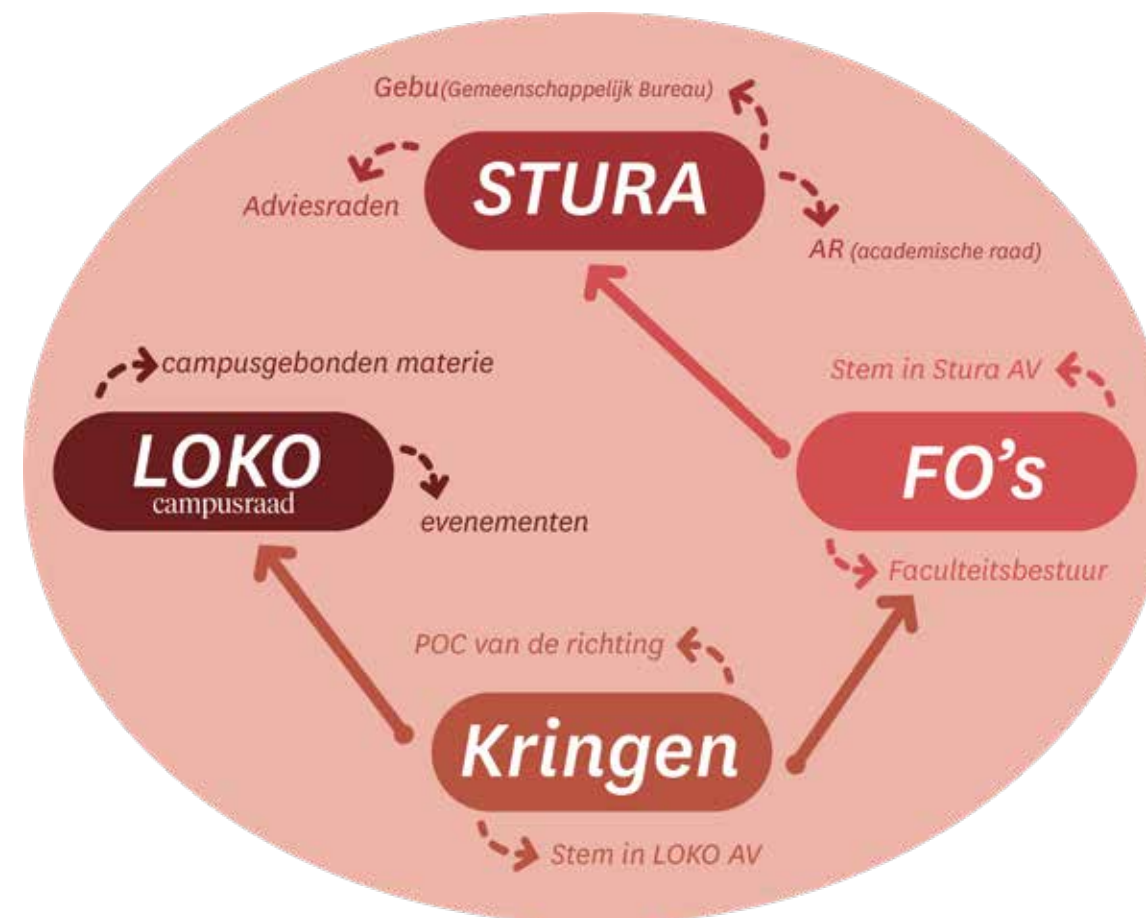 Gebu (Gemeenschappelijk Bureau)
STURA
Adviesraden
AR (academische raad)
campusgebonden materie
Stem in Stura AV
LOKO
campusraad
FO's
evenementen
Faculteitsbestuur
POC van de richting
Kringen
Stem in LOKO AV